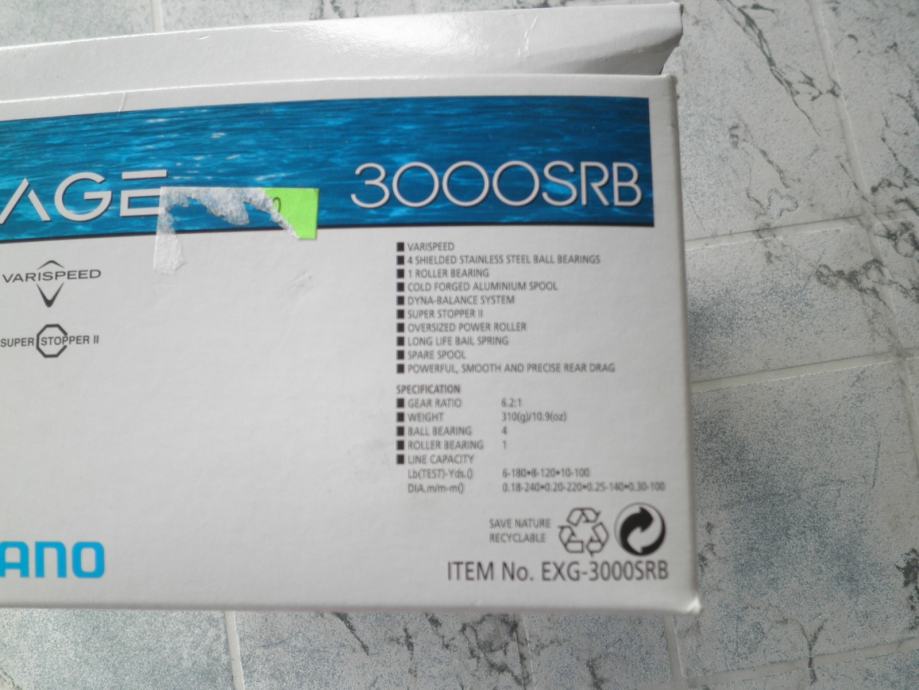 AGE 3000SRB
0
VARISPEED
SUPER STOPPER II
■ VARISPEED
■ 4 SHIELDED STAINLESS STEEL BALL BEARINGS
■ 1 ROLLER BEARING
■ COLD FORGED ALUMINIUM SPOOL
■ DYNA-BALANCE SYSTEM
■ SUPER STOPPER II
■ OVERSIZED POWER ROLLER
■ LONG LIFE BAIL SPRING
■ SPARE SPOOL
■ POWERFUL, SMOOTH AND PRECISE REAR DRAG
SPECIFICATION
■ GEAR RATIO 6.2:1
■ WEIGHT 310(g)/10.9(oz)
■ BALL BEARING 4
■ ROLLER BEARING 1
■ LINE CAPACITY
Lb(TEST)-Yds.() 6-180•8-120•10-100
DIA.m/m-m() 0.18-240•0.20-220•0.25-140•0.30-100
SAVE NATURE
RECYCLABLE
ANO
ITEM No. EXG-3000SRB